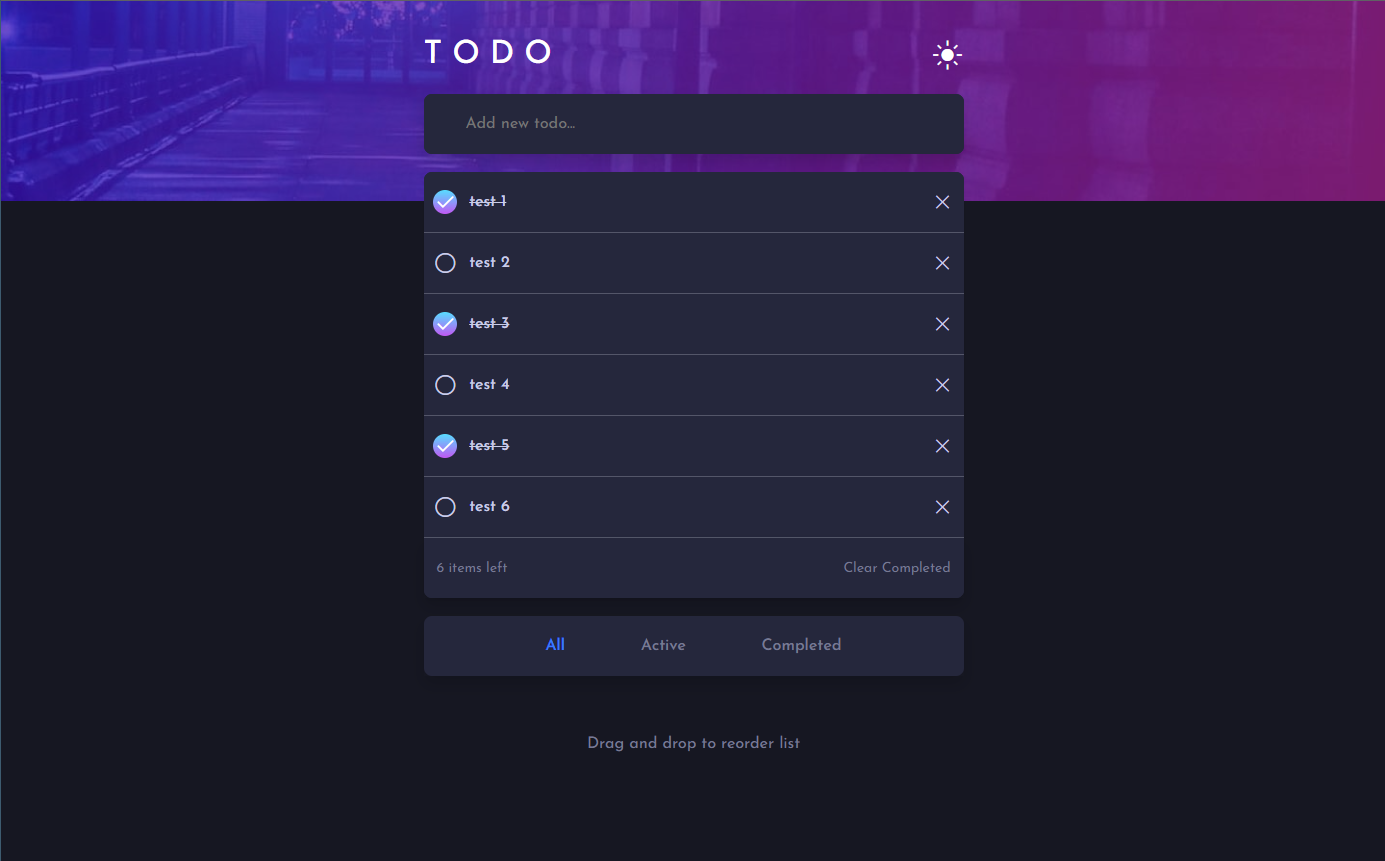 TODO
Add new todo...
test 1
test 2
test 3
test 4
test 5
test 6
6 items left Clear Completed
All Active Completed
Drag and drop to reorder list